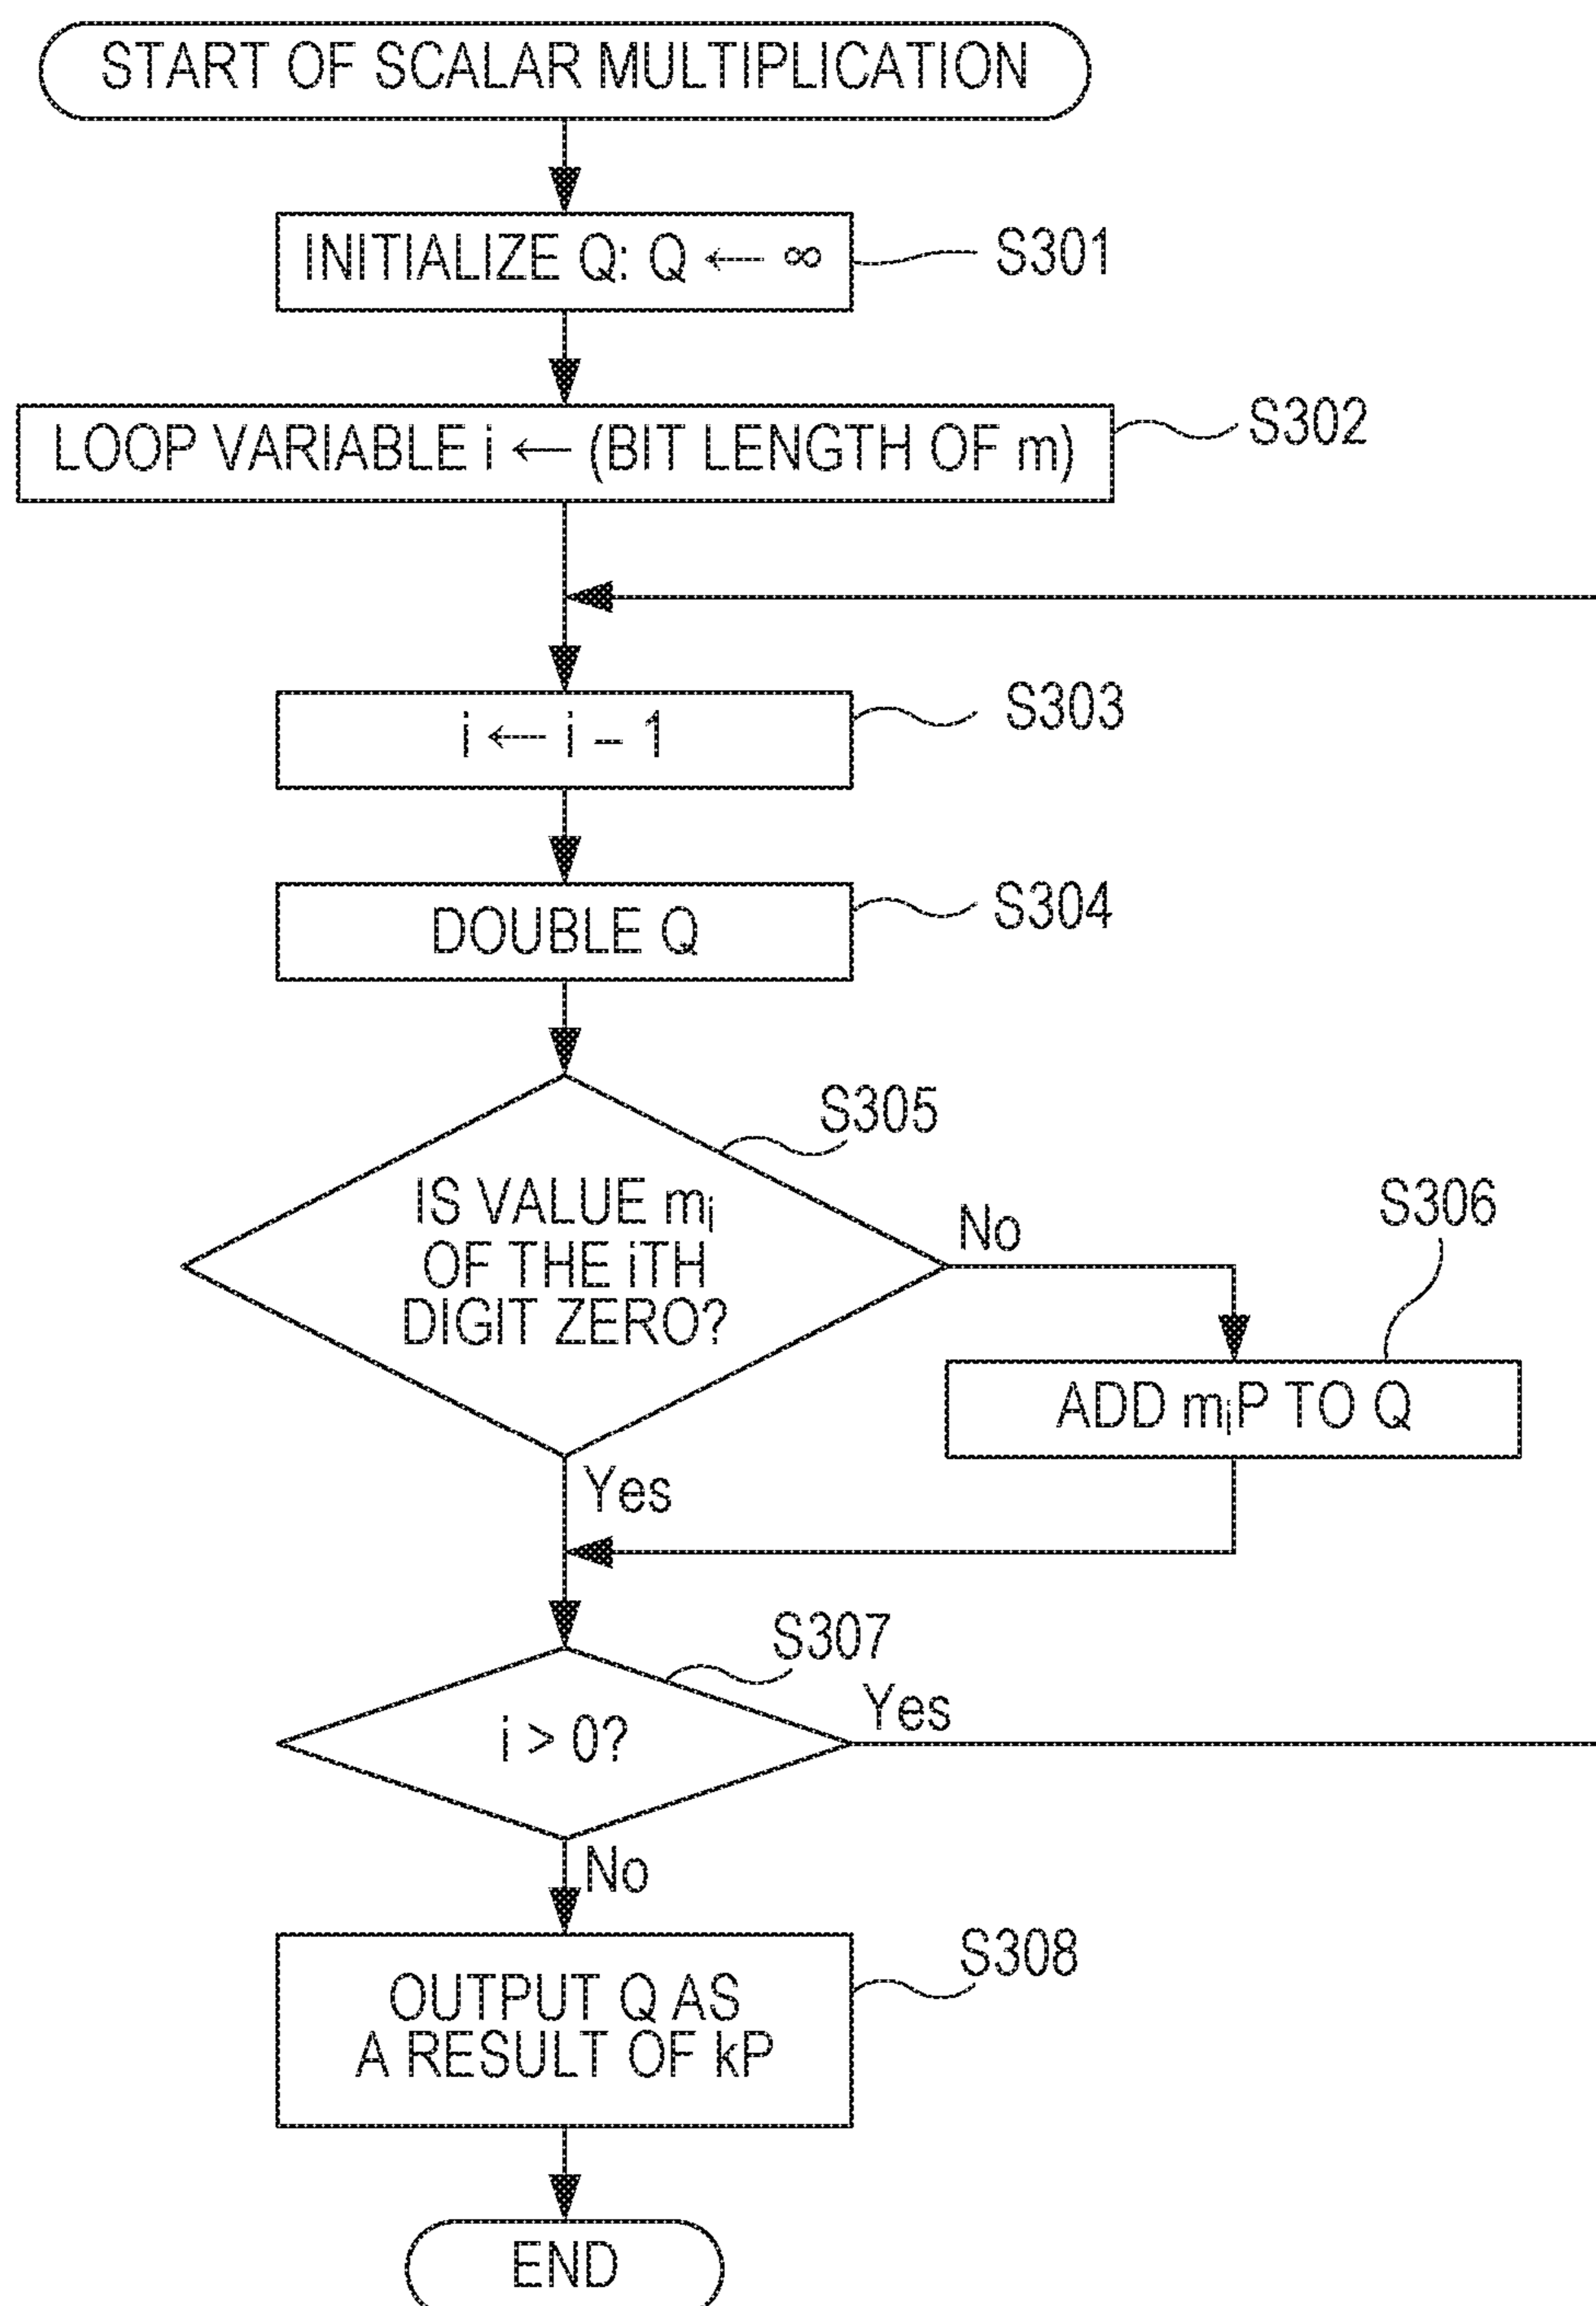 START OF SCALAR MULTIPLICATION
INITIALIZE Q: Q ← ∞
S301
LOOP VARIABLE i ← (BIT LENGTH OF m)
S302
i ← i – 1
S303
DOUBLE Q
S304
S305
IS VALUE mᵢ
OF THE iTH
DIGIT ZERO?
No
S306
ADD mᵢP TO Q
Yes
S307
i > 0?
Yes
No
S308
OUTPUT Q AS
A RESULT OF kP
END